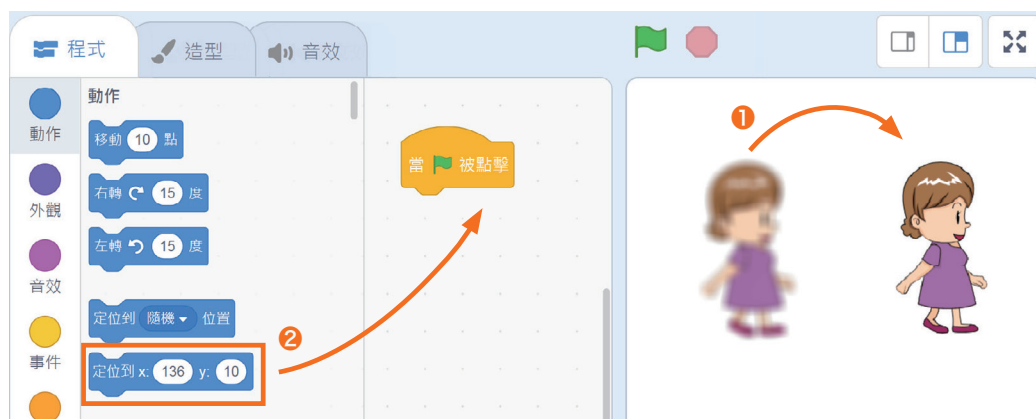 程式
造型
音效
動作
外觀
音效
事件
動作
移動 10 點
右轉 15 度
左轉 15 度
定位到 隨機 位置
定位到 x: 136 y: 10
當 被點擊
❶
❷